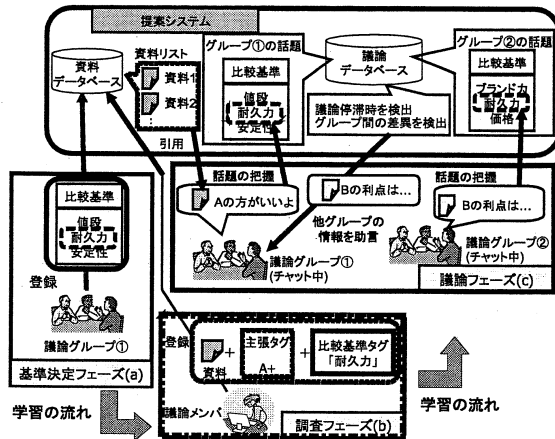 提案システム
資料
データベース
資料リスト
資料1
資料2
:
引用
グループ①の話題
比較基準
値段
耐久力
安定性
議論
データベース
議論停滞時を検出
グループ間の差異を検出
グループ②の話題
比較基準
ブランド力
耐久力
価格
比較基準
値段
耐久力
安定性
登録
議論グループ①
基準決定フェーズ(a)
話題の把握
Aの方がいいよ
議論グループ①
(チャット中)
Bの利点は…
他グループの
情報を助言
話題の把握
Bの利点は…
議論グループ②
(チャット中)
議論フェーズ(c)
学習の流れ
登録
資料
+
主張タグ
A+
+
比較基準タグ
「耐久力」
議論メンバ
調査フェーズ(b)
学習の流れ